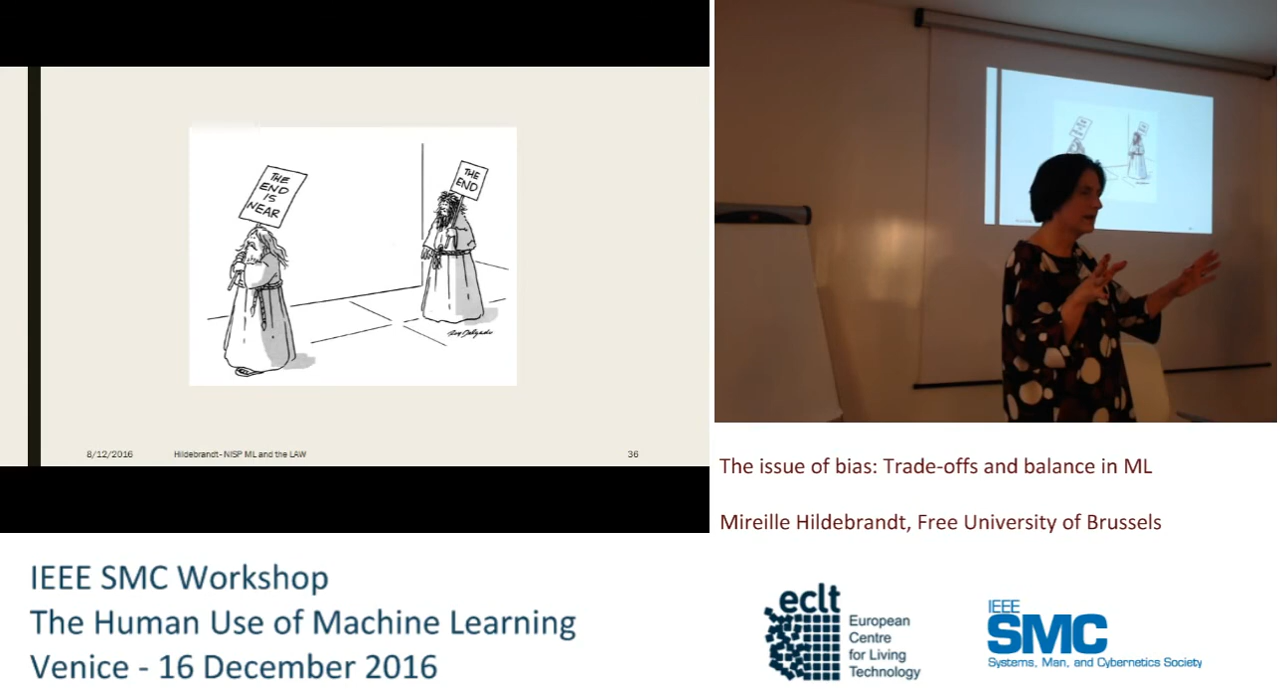 THE
END
IS
NEAR
THE
END
8/12/2016
Hildebrandt- NISP ML and the LAW
36
The issue of bias: Trade-offs and balance in ML
Mireille Hildebrandt, Free University of Brussels
IEEE SMC Workshop
The Human Use of Machine Learning
Venice - 16 December 2016
eclt
European
Centre
for Living
Technology
IEEE
SMC
Systems, Man, and Cybernetics Society